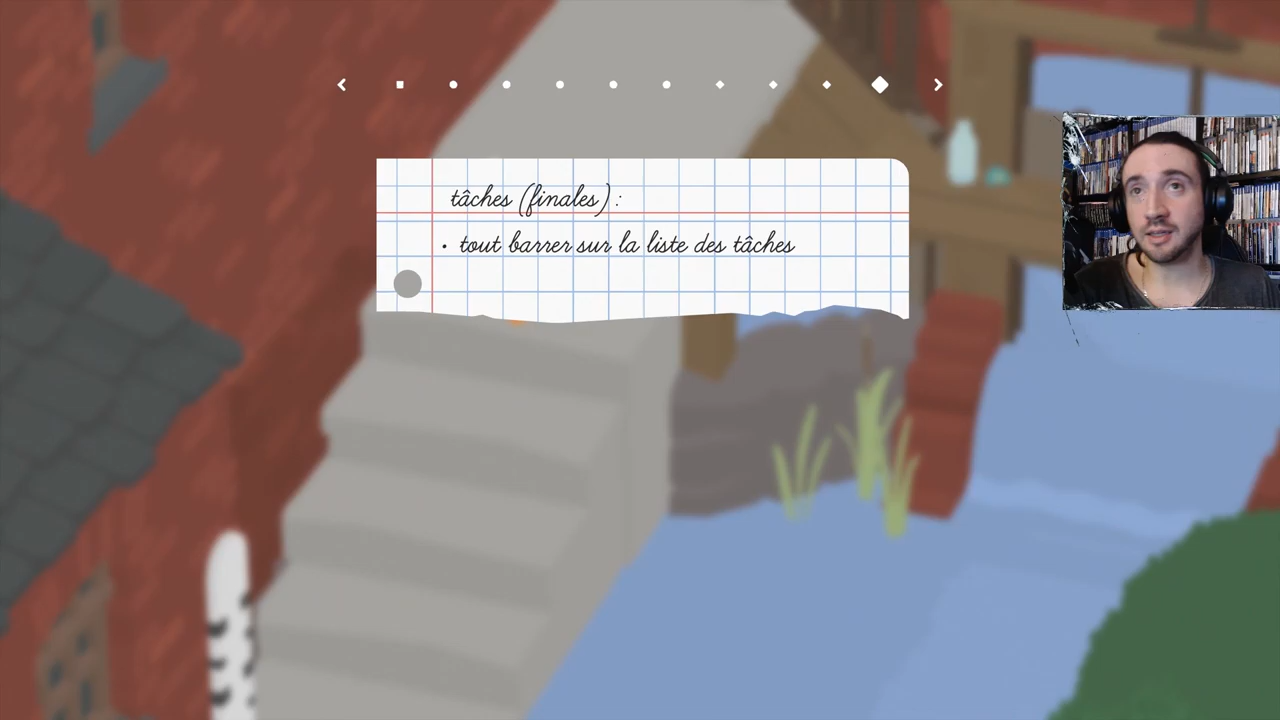 tâches (finales) :
• tout barrer sur la liste des tâches